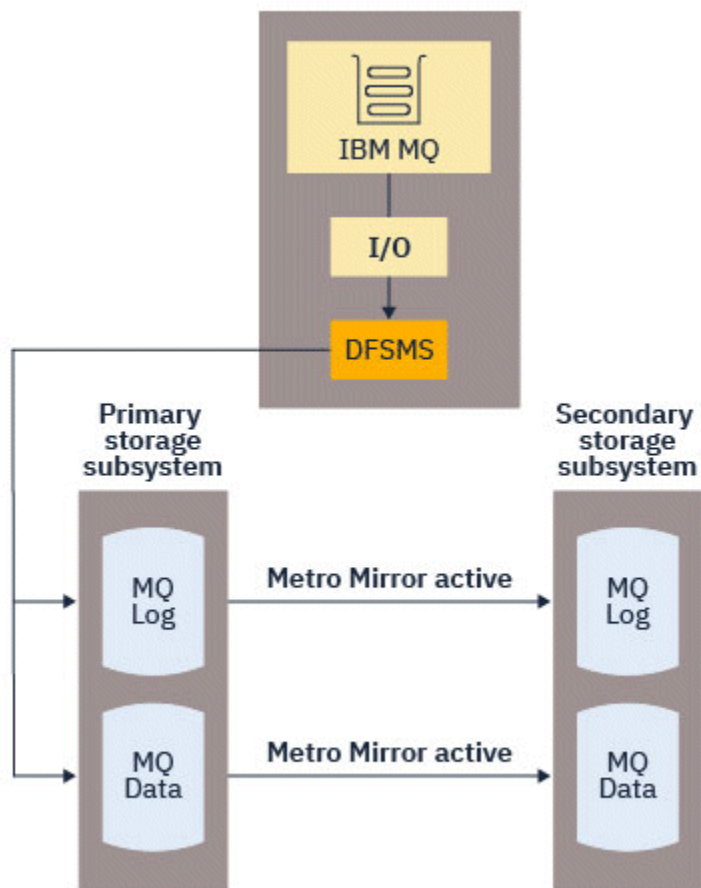 IBM MQ
I/O
DFSMS
Primary
storage
subsystem
Secondary
storage
subsystem
MQ
Log
Metro Mirror active
MQ
Log
MQ
Data
Metro Mirror active
MQ
Data